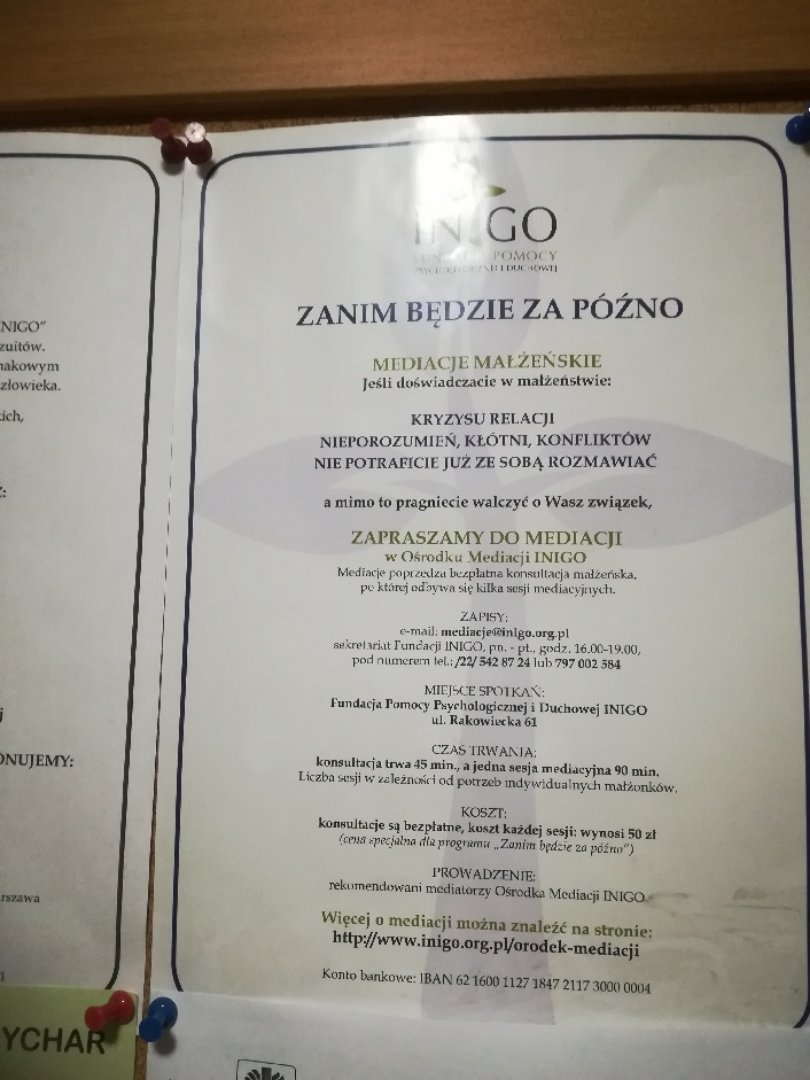 NIGO"
zuitów.
nakowym
złowieka.
ich,
:
j
ONUJEMY:
rszawa
1
YCHAR
INIGO
FUNDACJA POMOCY
PSYCHOLOGICZNEJ I DUCHOWEJ
ZANIM BĘDZIE ZA PÓŹNO
MEDIACJE MAŁŻEŃSKIE
Jeśli doświadczacie w małżeństwie:
KRYZYSU RELACJI
NIEPOROZUMIEŃ, KŁÓTNI, KONFLIKTÓW
NIE POTRAFICIE JUŻ ZE SOBĄ ROZMAWIAĆ
a mimo to pragniecie walczyć o Wasz związek,
ZAPRASZAMY DO MEDIACJI
w Ośrodku Mediacji INIGO
Mediacje poprzedza bezpłatna konsultacja małżeńska,
po której odbywa się kilka sesji mediacyjnych.
ZAPISY:
e-mail: mediacje@inigo.org.pl
sekretariat Fundacji INIGO, pn. - pt., godz. 16.00-19.00,
pod numerem tel.: /22/ 542 87 24 lub 797 002 584
MIEJSCE SPOTKAŃ:
Fundacja Pomocy Psychologicznej i Duchowej INIGO
ul. Rakowiecka 61
CZAS TRWANIA:
konsultacja trwa 45 min., a jedna sesja mediacyjna 90 min.
Liczba sesji w zależności od potrzeb indywidualnych małżonków.
KOSZT:
konsultacje są bezpłatne, koszt każdej sesji: wynosi 50 zł
(cena specjalna dla programu „Zanim będzie za późno")
PROWADZENIE:
rekomendowani mediatorzy Ośrodka Mediacji INIGO
Więcej o mediacji można znaleźć na stronie:
http://www.inigo.org.pl/orodek-mediacji
Konto bankowe: IBAN 62 1600 1127 1847 2117 3000 0004